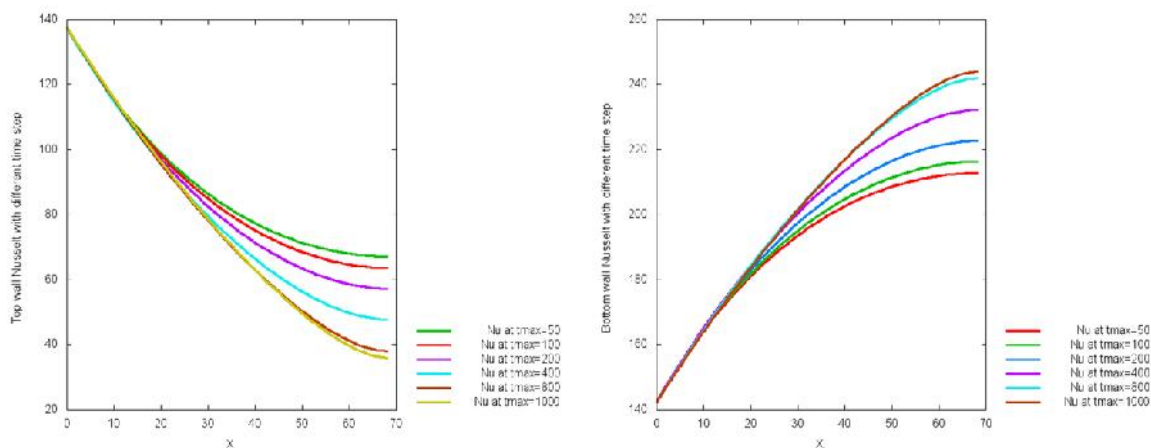 140
120
100
80
60
40
20
0 10 20 30 40 50 60 70
x
Top wall Nusselt with different time step
Nu at tmax=50
Nu at tmax=100
Nu at tmax=200
Nu at tmax=400
Nu at tmax=800
Nu at tmax=1000
260
240
220
200
180
160
140
0 10 20 30 40 50 60 70
x
Bottom wall Nusselt with different time step
Nu at tmax=50
Nu at tmax=100
Nu at tmax=200
Nu at tmax=400
Nu at tmax=800
Nu at tmax=1000